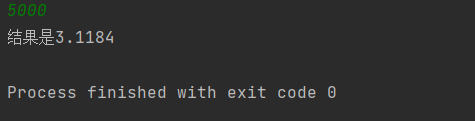 5000
结果是3.1184
Process finished with exit code 0